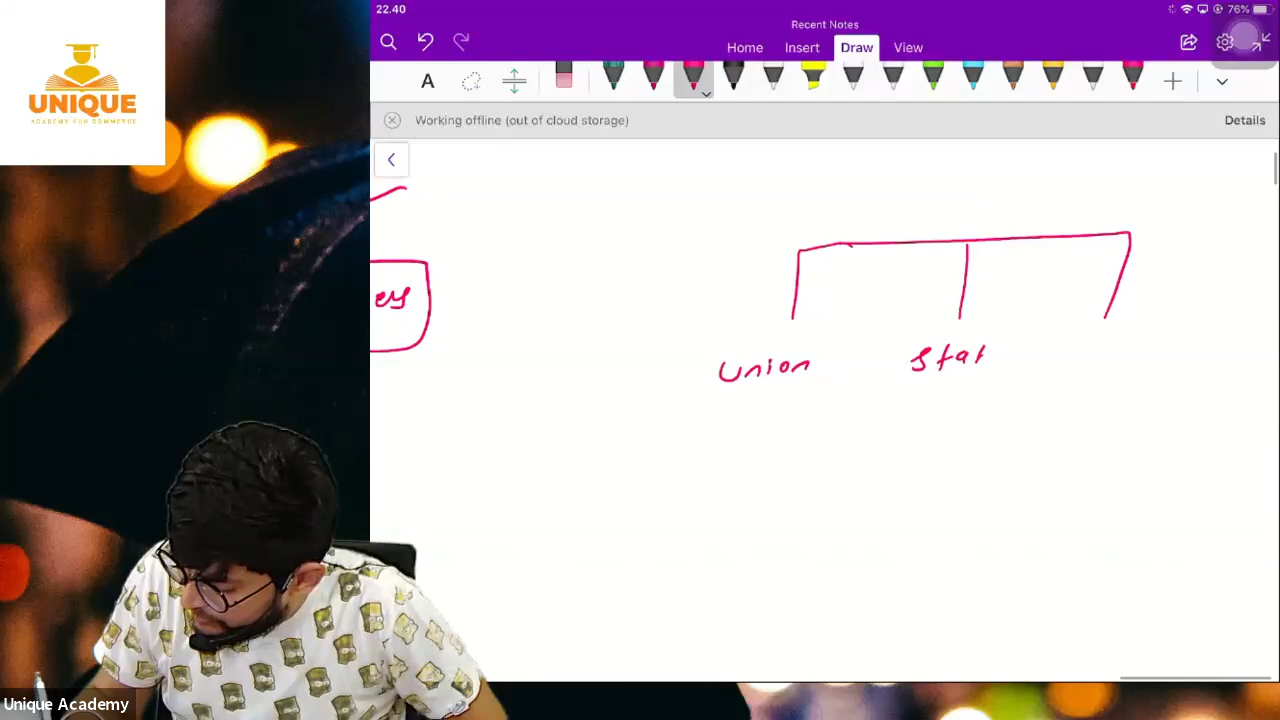 22.40
76%
UNIQUE
ACADEMY FOR COMMERCE
Recent Notes
Home Insert Draw View
A
Working offline (out of cloud storage)
Details
ey
Union Stat
Unique Academy